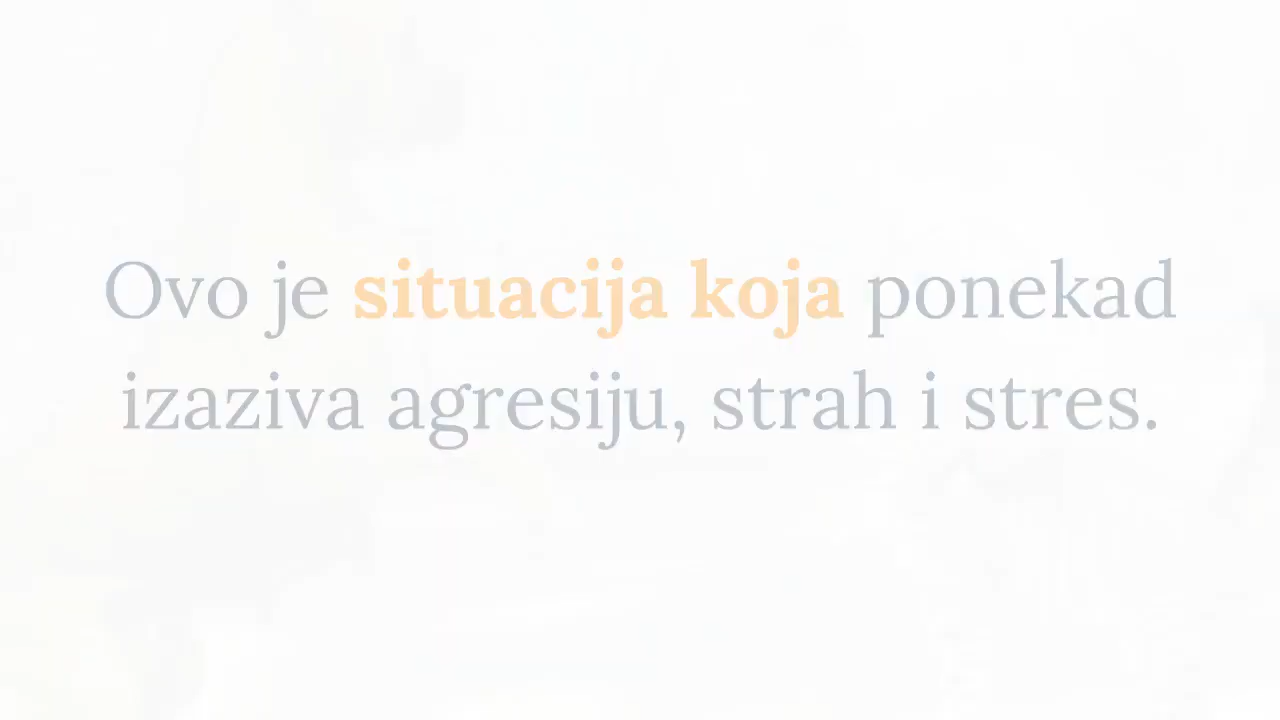 Ovo je situacija koja ponekad
izaziva agresiju, strah i stres.